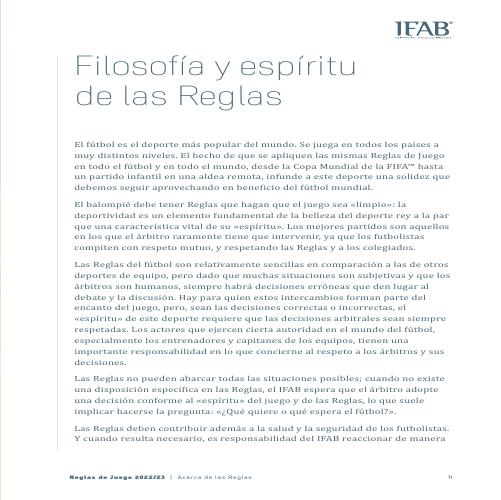 IFAB
Filosofía y espíritu
de las Reglas
El fútbol es el deporte más popular del mundo. Se juega en todos los países a
muy distintos niveles. El hecho de que se apliquen las mismas Reglas de Juego
en todo el fútbol y en todo el mundo, desde la Copa Mundial de la FIFA™ hasta
un partido infantil en una aldea remota, infunde a este deporte una solidez que
debemos seguir aprovechando en beneficio del fútbol mundial.
El balompié debe tener Reglas que hagan que el juego sea «limpio»: la
deportividad es un elemento fundamental de la belleza del deporte rey a la par
que una característica vital de su «espíritu». Los mejores partidos son aquellos
en los que el árbitro raramente tiene que intervenir, ya que los futbolistas
compiten con respeto mutuo, y respetando las Reglas y a los colegiados.
Las Reglas del fútbol son relativamente sencillas en comparación a las de otros
deportes de equipo, pero dado que muchas situaciones son subjetivas y que los
árbitros son humanos, siempre habrá decisiones erróneas que den lugar al
debate y la discusión. Hay para quien estos intercambios forman parte del
encanto del juego, pero, sean las decisiones correctas o incorrectas, el
«espíritu» de este deporte requiere que las decisiones arbitrales sean siempre
respetadas. Los actores que ejercen cierta autoridad en el mundo del fútbol,
especialmente los entrenadores y capitanes de los equipos, tienen una
importante responsabilidad en lo que concierne al respeto a los árbitros y sus
decisiones.
Las Reglas no pueden abarcar todas las situaciones posibles; cuando no existe
una disposición específica en las Reglas, el IFAB espera que el árbitro adopte
una decisión conforme al «espíritu» del juego y de las Reglas, lo que suele
implicar hacerse la pregunta: «¿Qué quiere o qué espera el fútbol?».
Las Reglas deben contribuir además a la salud y la seguridad de los futbolistas.
Y cuando resulta necesario, es responsabilidad del IFAB reaccionar de manera
Reglas de Juego 2022/23 | Acerca de las Reglas 11